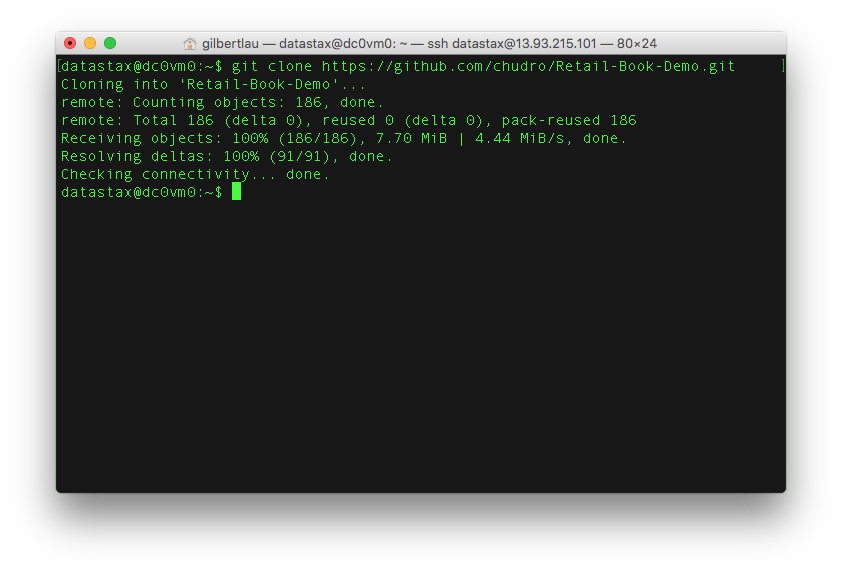 gilbertlau — datastax@dc0vm0: ~ — ssh datastax@13.93.215.101 — 80×24
[datastax@dc0vm0:~$ git clone https://github.com/chudro/Retail-Book-Demo.git ]
Cloning into 'Retail-Book-Demo'...
remote: Counting objects: 186, done.
remote: Total 186 (delta 0), reused 0 (delta 0), pack-reused 186
Receiving objects: 100% (186/186), 7.70 MiB | 4.44 MiB/s, done.
Resolving deltas: 100% (91/91), done.
Checking connectivity... done.
datastax@dc0vm0:~$